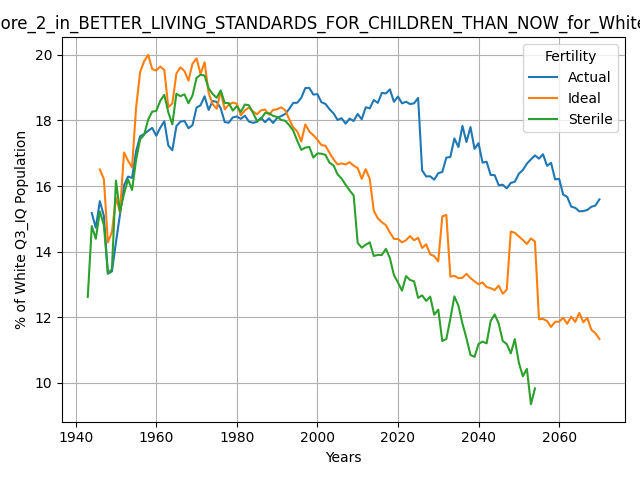 ore_2_in_BETTER_LIVING_STANDARDS_FOR_CHILDREN_THAN_NOW_for_White
Fertility
Actual
Ideal
Sterile
% of White Q3_IQ Population
20
18
16
14
12
10
1940
1960
1980
2000
2020
2040
2060
Years